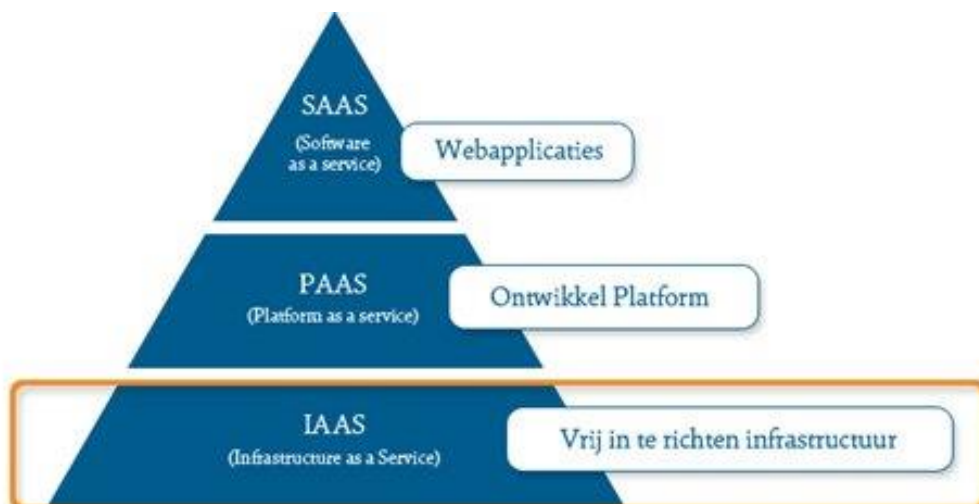 SAAS
(Software
as a service)
Webapplicaties
PAAS
(Platform as a service)
Ontwikkel Platform
IAAS
(Infrastructure as a Service)
Vrij in te richten infrastructuur